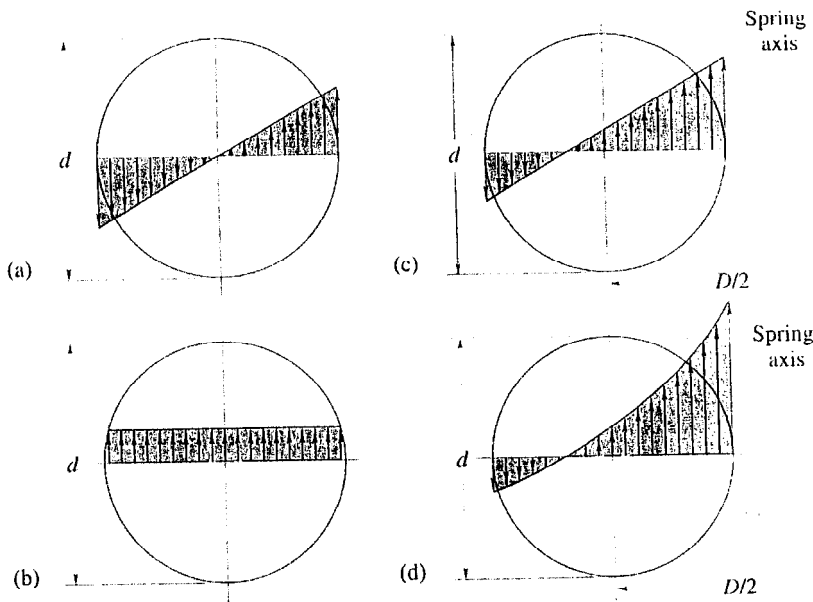 d
(a)
d
(b)
Spring
axis
d
(c)
D/2
Spring
axis
d
(d)
D/2